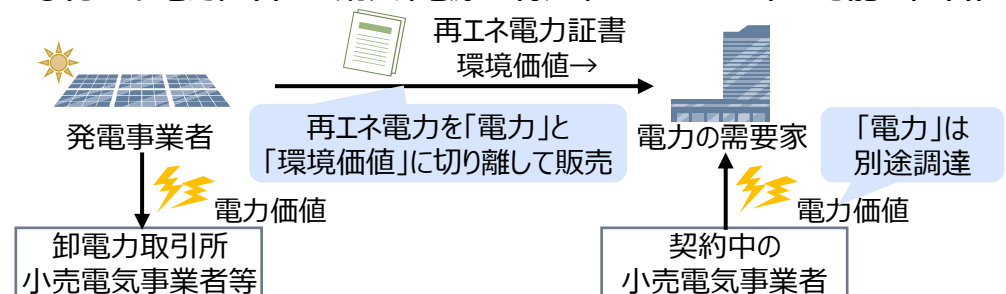 再エネ電力証書
環境価値→
発電事業者
再エネ電力を「電力」と
「環境価値」に切り離して販売
電力の需要家
「電力」は
別途調達
電力価値
電力価値
卸電力取引所
小売電気事業者等
契約中の
小売電気事業者